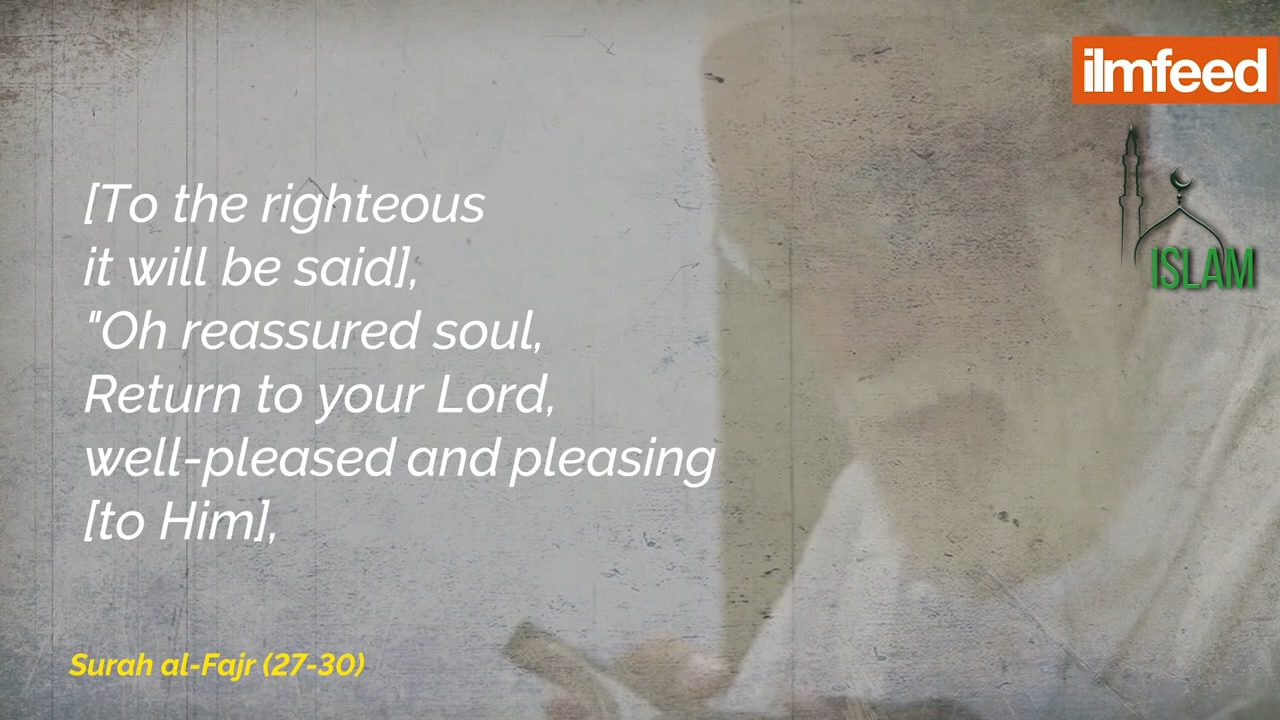 ilmfeed
ISLAM
[To the righteous
it will be said],
"Oh reassured soul,
Return to your Lord,
well-pleased and pleasing
[to Him],
Surah al-Fajr (27-30)